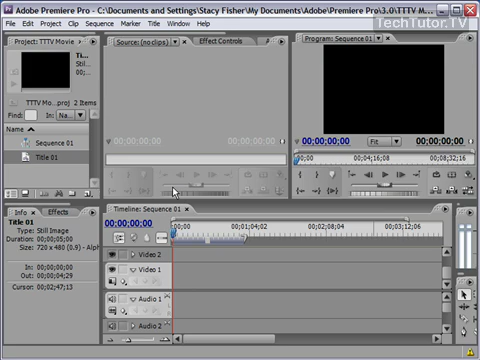 Adobe Premiere Pro - C:\Documents and Settings\Stacy Fisher\My Documents\Adobe\Premiere Pro\3.0\TTTV M...
TechTutor.TV
File Edit Project Clip Sequence Marker Title Window Help
Project: TTTV Movie
Source: (no clips)
Effect Controls
Program: Sequence 01
Ti...
Still...
00;...
TTTV Mo...proj 2 Items
Find: In: Na...
Name
Sequence 01
Title 01
00;00;00;00
00;00;00;00
00;00;00;00
Fit
00;00;00;00
00;00
00;04;16;08
00;08;32;16
Info
Effects
Title 01
Type: Still Image
Duration: 00;00;05;00
Size: 720 x 480 (0.9) - Alph
In: 00;00;00;00
Out: 00;00;04;29
Cursor: 00;02;47;13
Timeline: Sequence 01
00;00;00;00
00;00
00;01;04;02
00;02;08;04
00;03;12;06
Video 2
Video 1
Audio 1
Audio 2